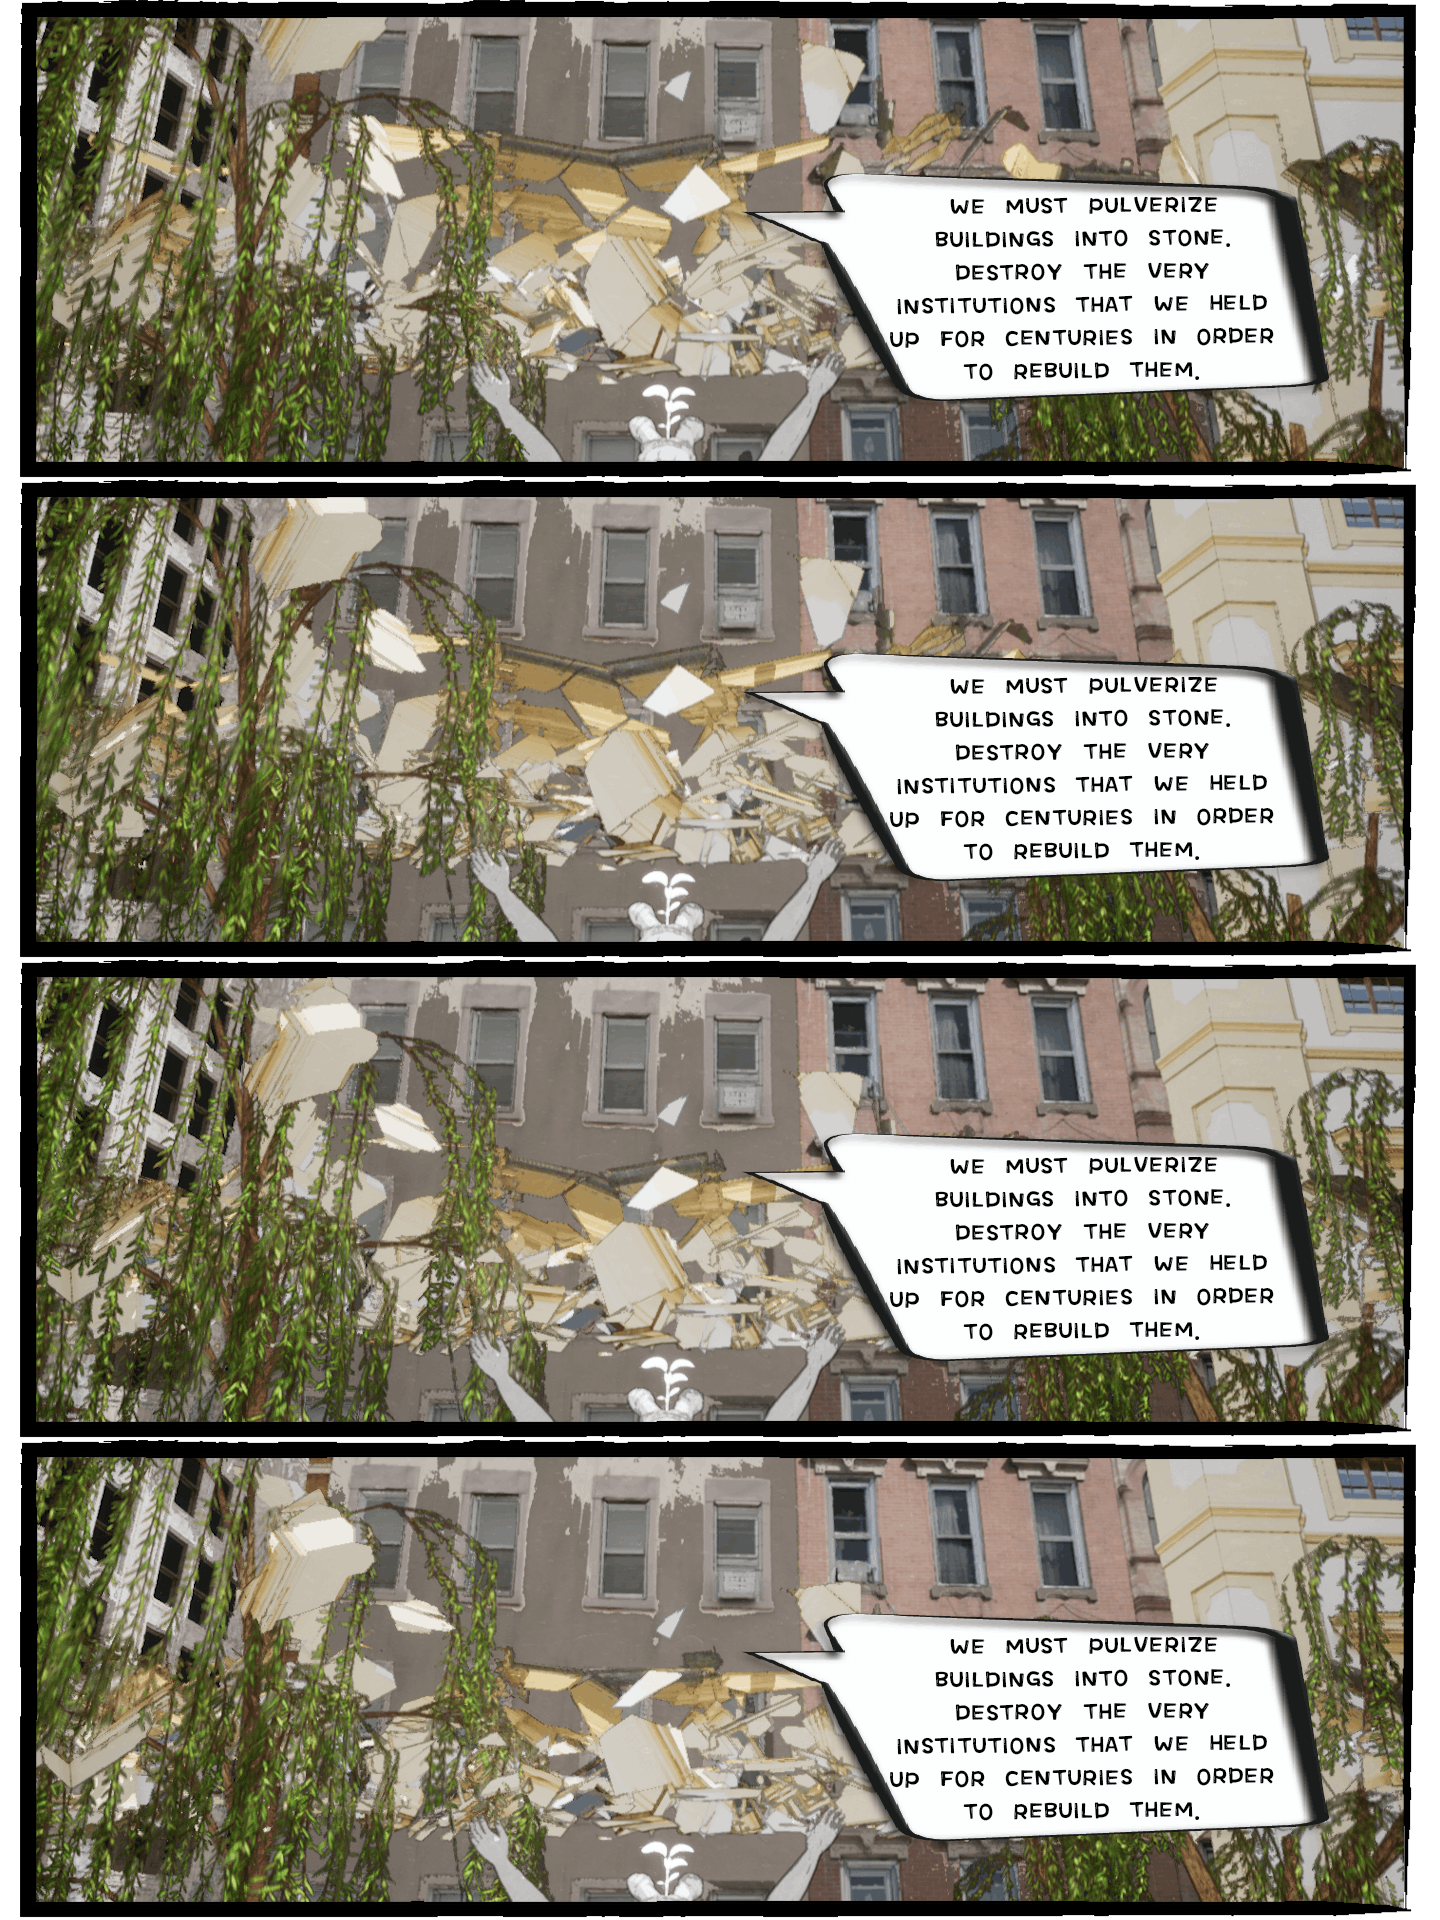 WE MUST PULVERIZE
BUILDINGS INTO STONE.
DESTROY THE VERY
INSTITUTIONS THAT WE HELD
UP FOR CENTURIES IN ORDER
TO REBUILD THEM.
WE MUST PULVERIZE
BUILDINGS INTO STONE.
DESTROY THE VERY
INSTITUTIONS THAT WE HELD
UP FOR CENTURIES IN ORDER
TO REBUILD THEM.
WE MUST PULVERIZE
BUILDINGS INTO STONE.
DESTROY THE VERY
INSTITUTIONS THAT WE HELD
UP FOR CENTURIES IN ORDER
TO REBUILD THEM.
WE MUST PULVERIZE
BUILDINGS INTO STONE.
DESTROY THE VERY
INSTITUTIONS THAT WE HELD
UP FOR CENTURIES IN ORDER
TO REBUILD THEM.